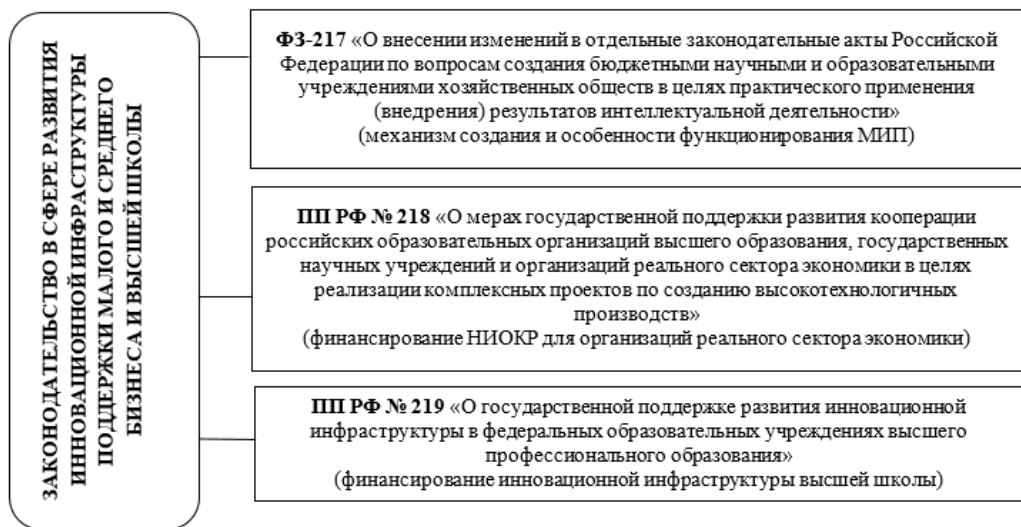 ЗАКОНОДАТЕЛЬСТВО В СФЕРЕ РАЗВИТИЯ
ИННОВАЦИОННОЙ ИНФРАСТРУКТУРЫ
ПОДДЕРЖКИ МАЛОГО И СРЕДНЕГО
БИЗНЕСА И ВЫСШЕЙ ШКОЛЫ
ФЗ-217 «О внесении изменений в отдельные законодательные акты Российской
Федерации по вопросам создания бюджетными научными и образовательными
учреждениями хозяйственных обществ в целях практического применения
(внедрения) результатов интеллектуальной деятельности»
(механизм создания и особенности функционирования МИП)
ПП РФ № 218 «О мерах государственной поддержки развития кооперации
российских образовательных организаций высшего образования, государственных
научных учреждений и организаций реального сектора экономики в целях
реализации комплексных проектов по созданию высокотехнологичных
производств»
(финансирование НИОКР для организаций реального сектора экономики)
ПП РФ № 219 «О государственной поддержке развития инновационной
инфраструктуры в федеральных образовательных учреждениях высшего
профессионального образования»
(финансирование инновационной инфраструктуры высшей школы)